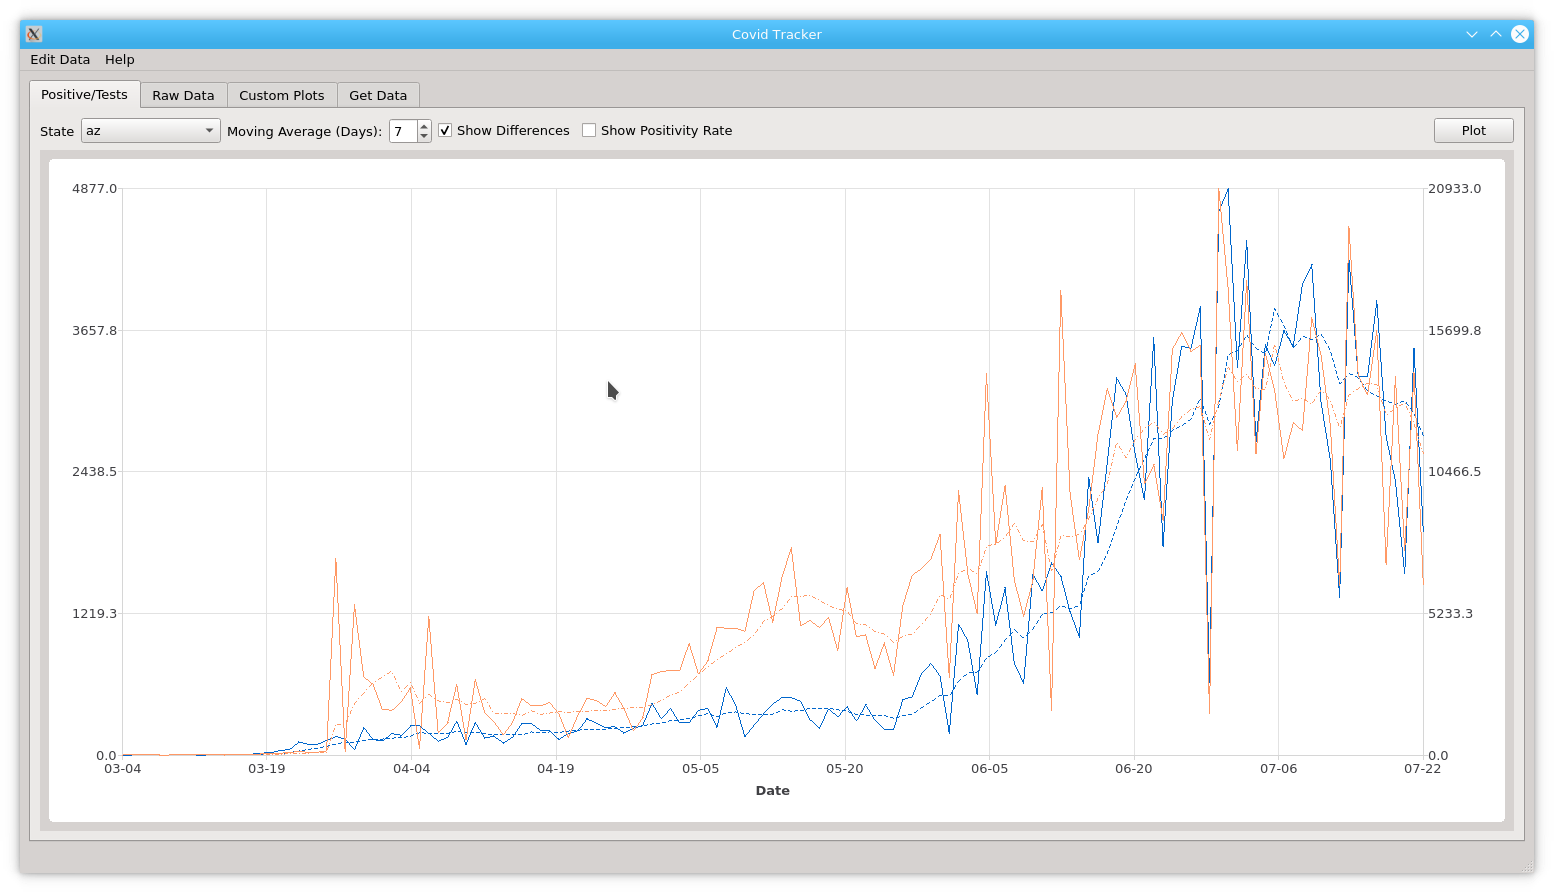 Covid Tracker
Edit Data Help
Positive/Tests Raw Data Custom Plots Get Data
State az Moving Average (Days): 7 Show Differences Show Positivity Rate Plot
4877.0 20933.0
3657.8 15699.8
2438.5 10466.5
1219.3 5233.3
0.0 0.0
03-04 03-19 04-04 04-19 05-05 05-20 06-05 06-20 07-06 07-22
Date